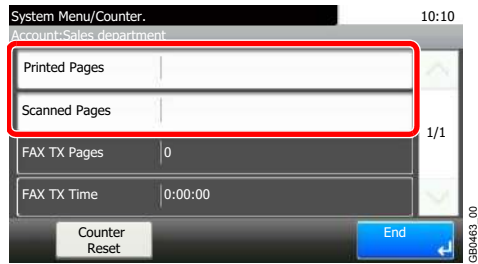 System Menu/Counter.
10:10
Account:Sales department
Printed Pages
Scanned Pages
1/1
FAX TX Pages 0
FAX TX Time 0:00:00
Counter
Reset
End
GB0463_00